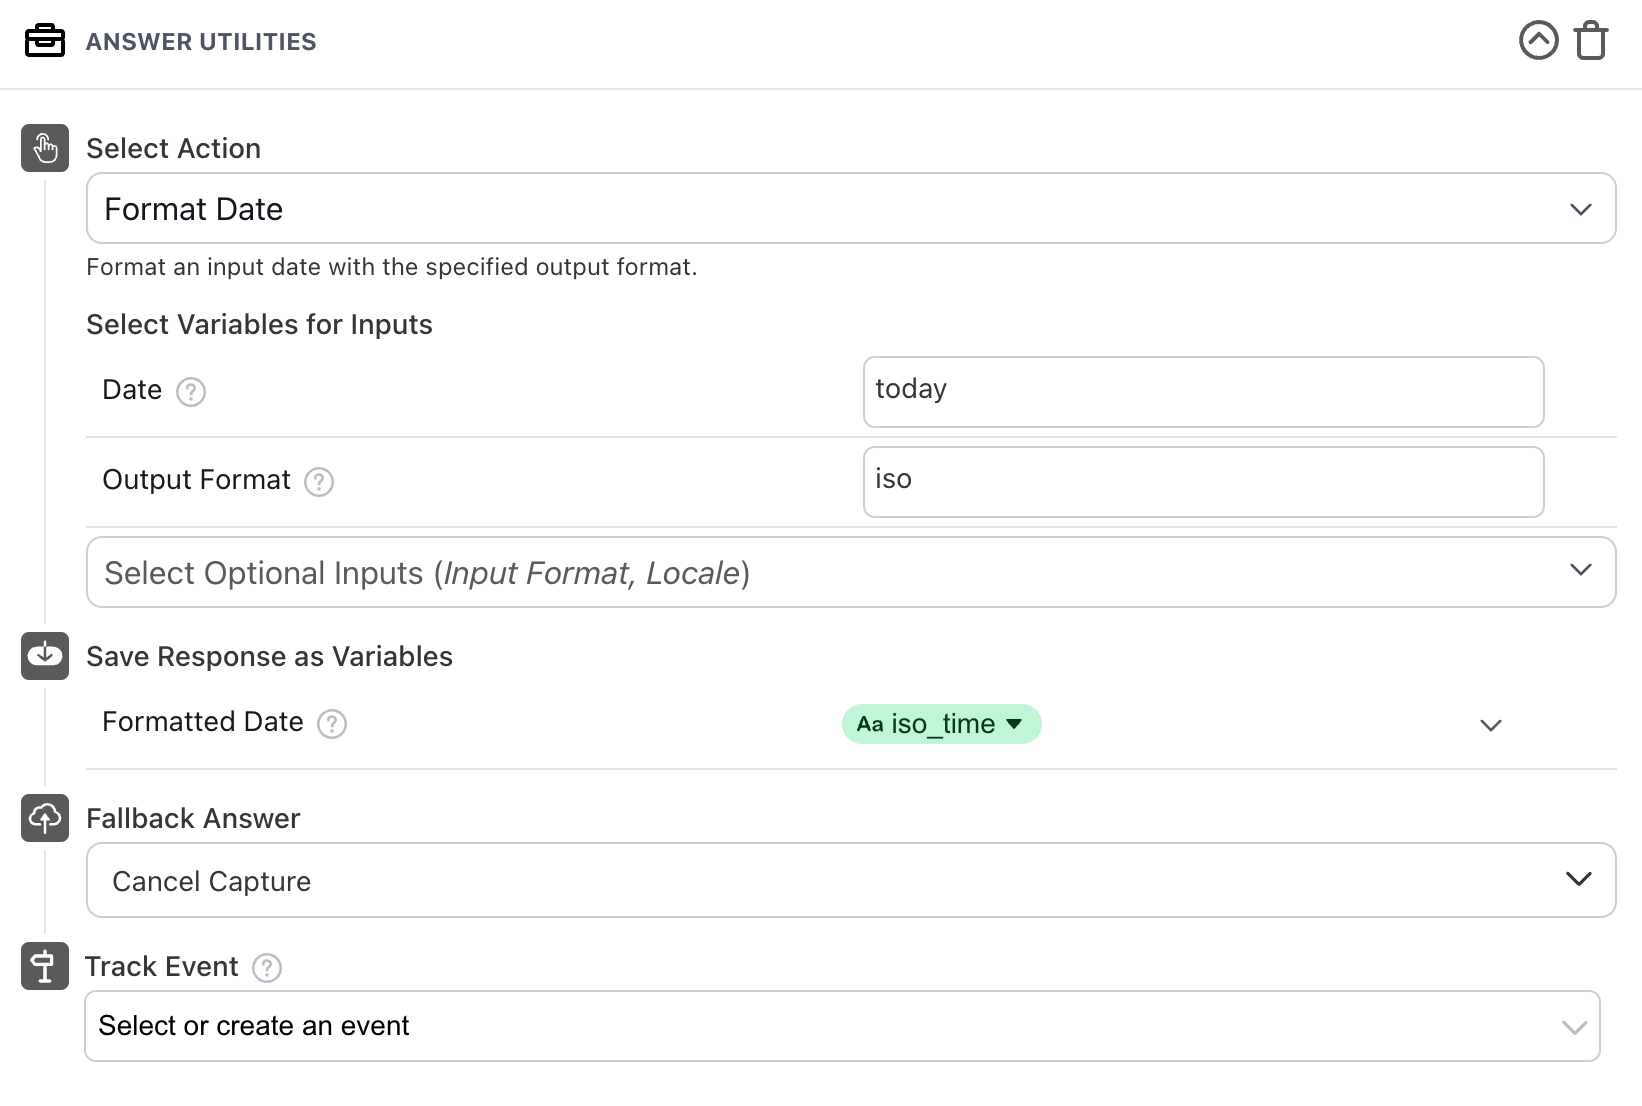 ANSWER UTILITIES
Select Action
Format Date
Format an input date with the specified output format.
Select Variables for Inputs
Date ?
today
Output Format ?
iso
Select Optional Inputs (Input Format, Locale)
Save Response as Variables
Formatted Date ?
Aa iso_time
Fallback Answer
Cancel Capture
Track Event ?
Select or create an event